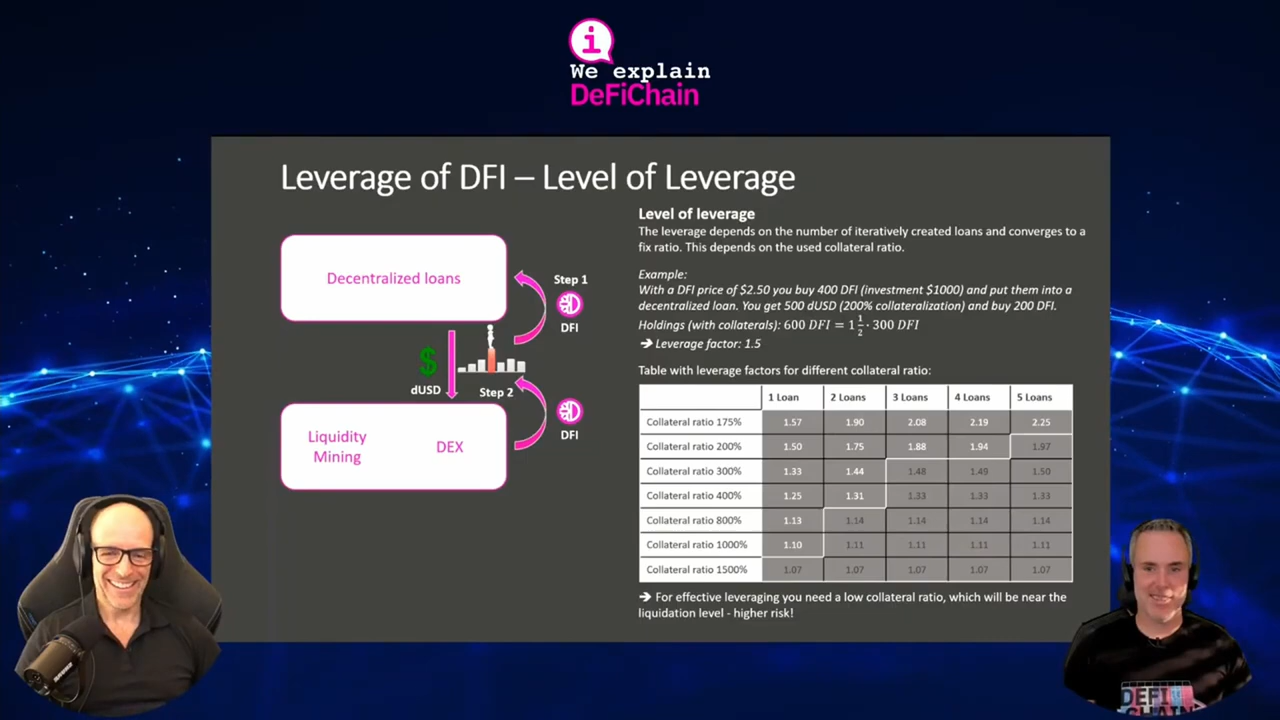 i
We explain
DeFiChain
Leverage of DFI – Level of Leverage
Decentralized loans
Step 1
DFI
$
dUSD
Step 2
DFI
Liquidity
Mining
DEX
Level of leverage
The leverage depends on the number of iteratively created loans and converges to a
fix ratio. This depends on the used collateral ratio.
Example:
With a DFI price of $2.50 you buy 400 DFI (investment $1000) and put them into a
decentralized loan. You get 500 dUSD (200% collateralization) and buy 200 DFI.
Holdings (with collaterals): 600 DFI = 1 1/2 · 300 DFI
➔ Leverage factor: 1.5
Table with leverage factors for different collateral ratio:
1 Loan 2 Loans 3 Loans 4 Loans 5 Loans
Collateral ratio 175% 1.57 1.90 2.08 2.19 2.25
Collateral ratio 200% 1.50 1.75 1.88 1.94 1.97
Collateral ratio 300% 1.33 1.44 1.48 1.49 1.50
Collateral ratio 400% 1.25 1.31 1.33 1.33 1.33
Collateral ratio 800% 1.13 1.14 1.14 1.14 1.14
Collateral ratio 1000% 1.10 1.11 1.11 1.11 1.11
Collateral ratio 1500% 1.07 1.07 1.07 1.07 1.07
➔ For effective leveraging you need a low collateral ratio, which will be near the
liquidation level - higher risk!
DEFI
CHAIN